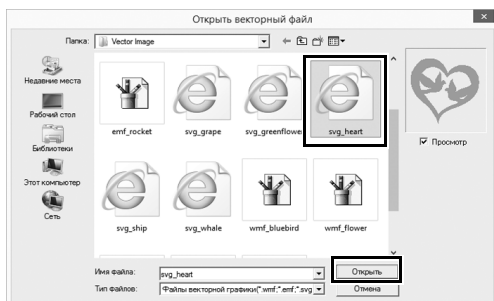 Открыть векторный файл
Папка: Vector Image
Недавние места
Рабочий стол
Библиотеки
Этот компьютер
Сеть
emf_rocket svg_grape svg_greenflower svg_heart
svg_ship svg_whale wmf_bluebird wmf_flower
Просмотр
Имя файла: svg_heart Открыть
Тип файлов: Файлы векторной графики(*.wmf;*.emf;*.svg Отмена